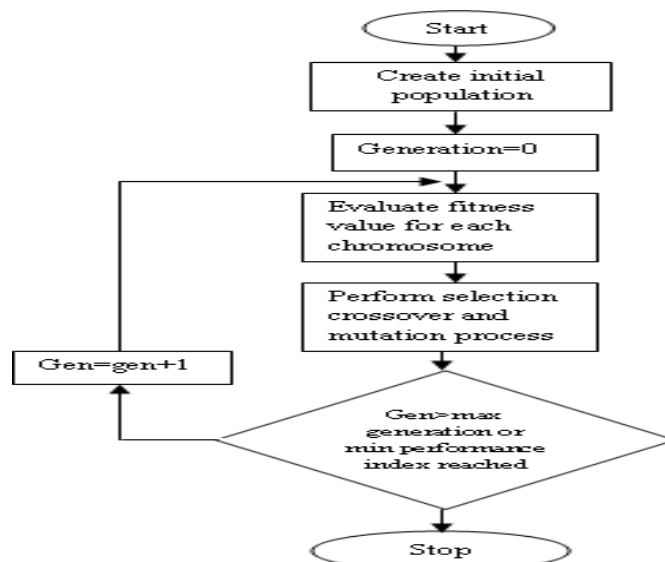 Start
Create initial
population
Generation=0
Evaluate fitness
value for each
chromosome
Perform selection
crossover and
mutation process
Gen=gen+1
Gen>max
generation or
min performance
index reached
Stop